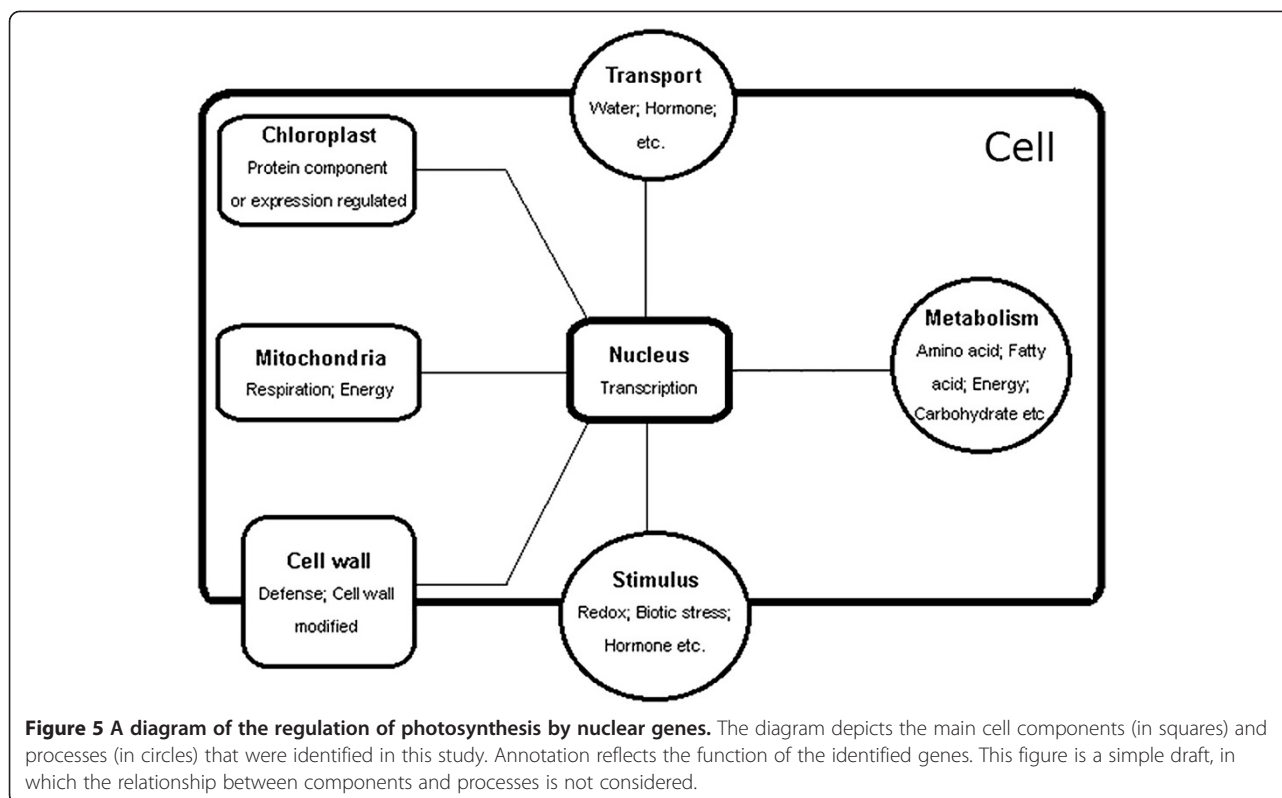 Transport
Water; Hormone;
etc.
Cell
Chloroplast
Protein component
or expression regulated
Metabolism
Amino acid; Fatty
acid; Energy;
Carbohydrate etc
Mitochondria
Respiration; Energy
Nucleus
Transcription
Cell wall
Defense; Cell wall
modified
Stimulus
Redox; Biotic stress;
Hormone etc.
Figure 5 A diagram of the regulation of photosynthesis by nuclear genes. The diagram depicts the main cell components (in squares) and
processes (in circles) that were identified in this study. Annotation reflects the function of the identified genes. This figure is a simple draft, in
which the relationship between components and processes is not considered.